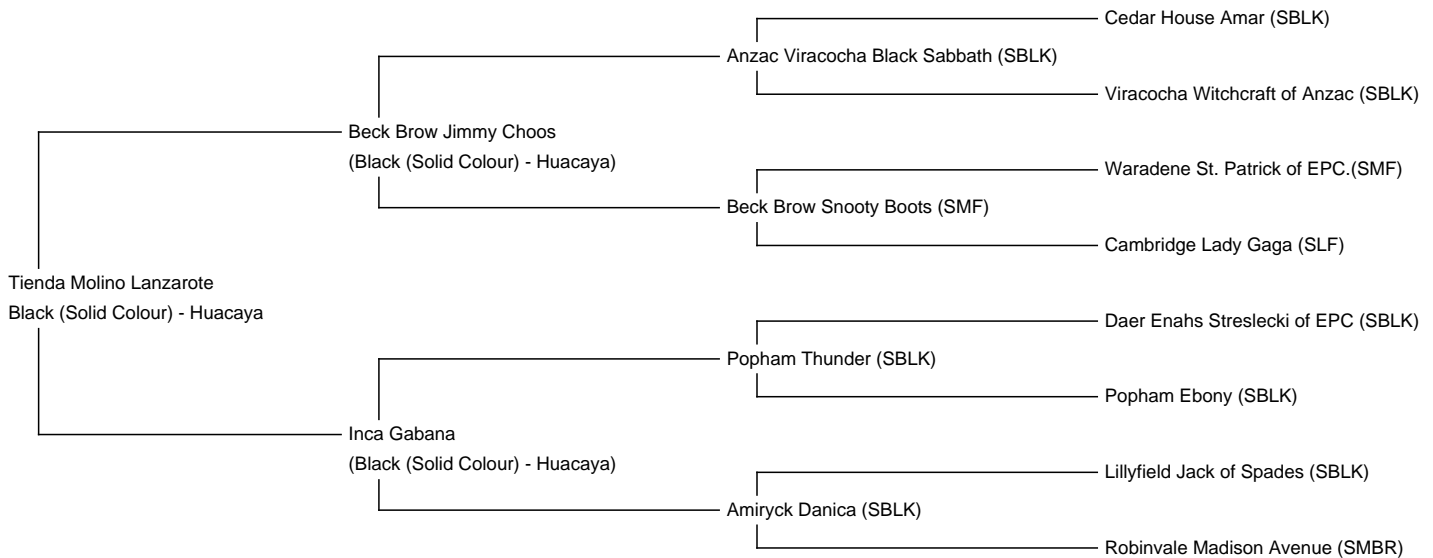 Cedar House Amar (SBLK)
Anzac Viracocha Black Sabbath (SBLK)
Viracocha Witchcraft of Anzac (SBLK)
Beck Brow Jimmy Choos
(Black (Solid Colour) - Huacaya)
Waradene St. Patrick of EPC.(SMF)
Beck Brow Snooty Boots (SMF)
Cambridge Lady Gaga (SLF)
Tienda Molino Lanzarote
Black (Solid Colour) - Huacaya
Daer Enahs Streslecki of EPC (SBLK)
Popham Thunder (SBLK)
Popham Ebony (SBLK)
Inca Gabana
(Black (Solid Colour) - Huacaya)
Lillyfield Jack of Spades (SBLK)
Amiryck Danica (SBLK)
Robinvale Madison Avenue (SMBR)